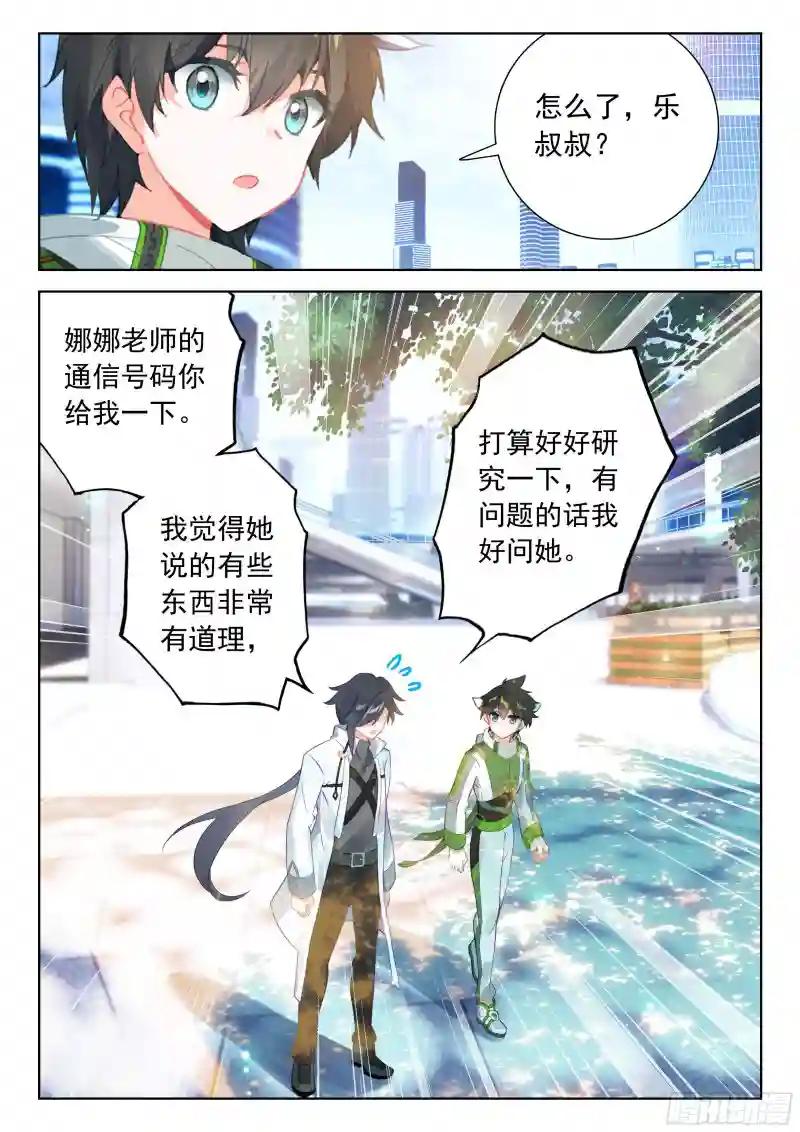 怎么了，乐
叔叔？
娜娜老师的
通信号码你
给我一下。
我觉得她
说的有些
东西非常
有道理，
打算好好研
究一下，有
问题的话我
好问她。